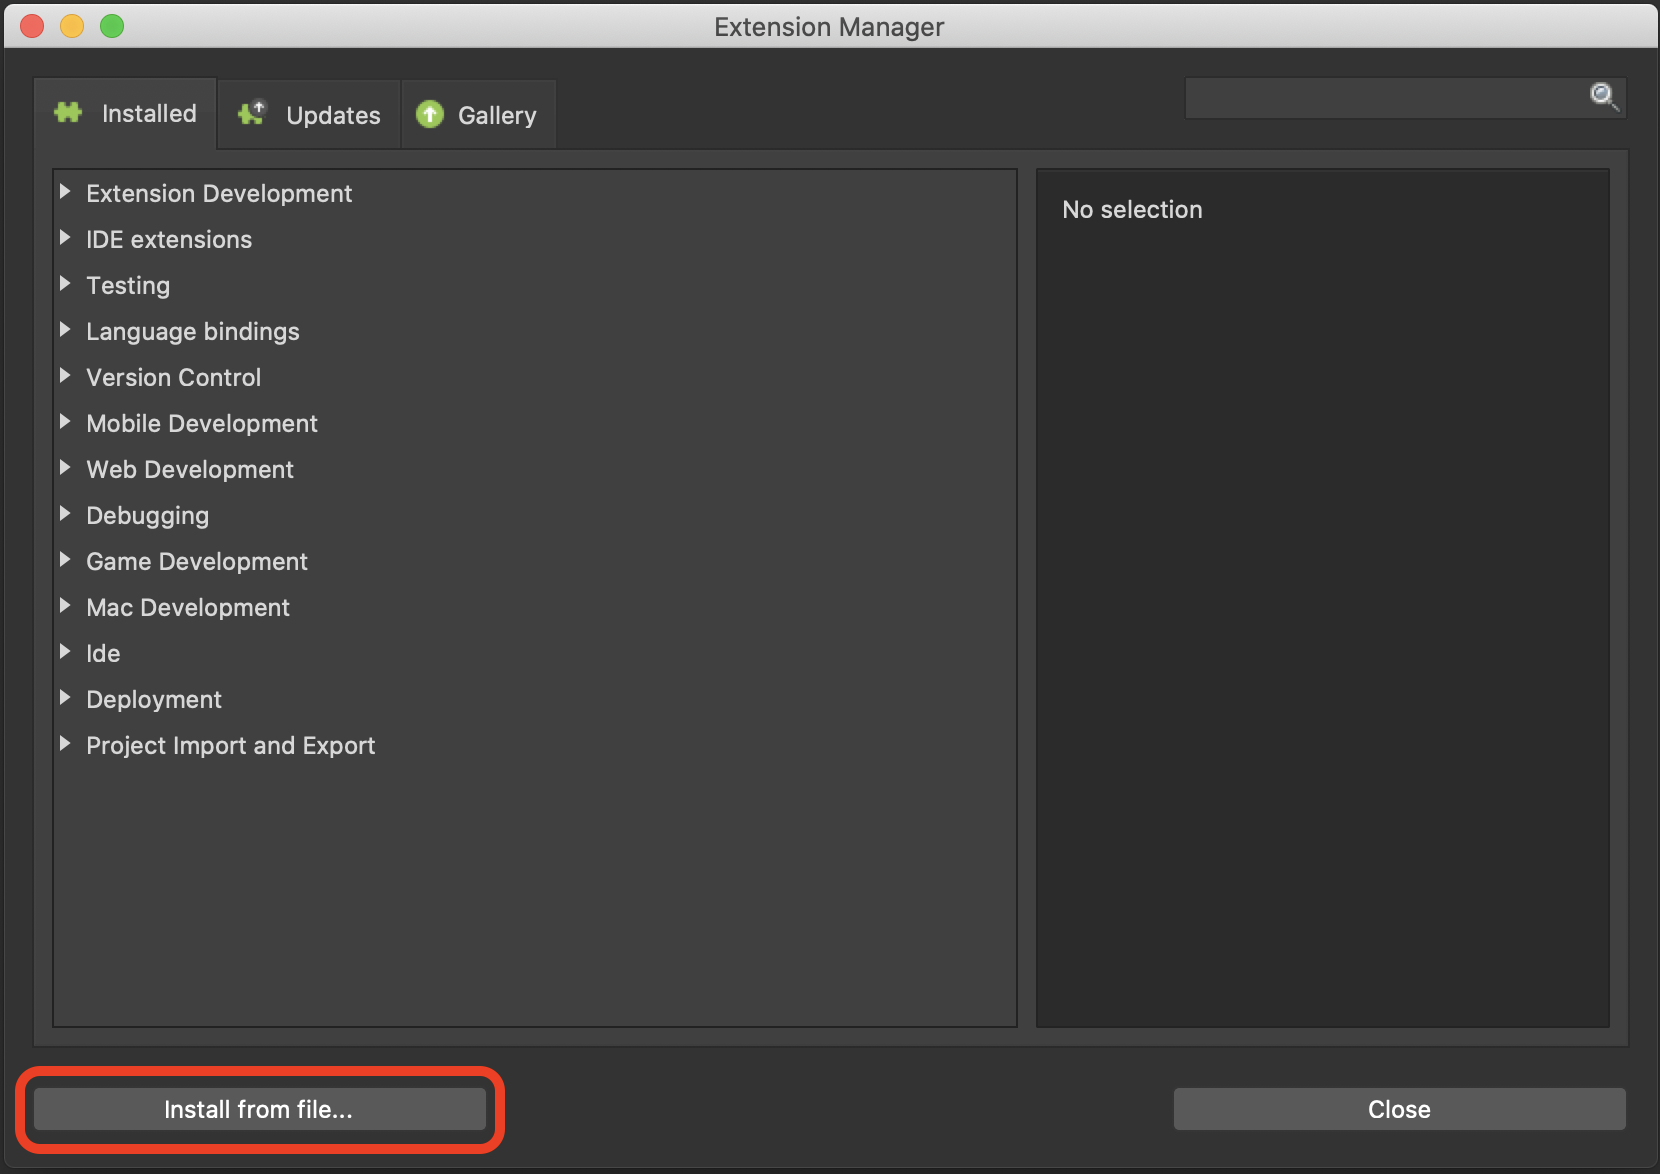 Extension Manager
Installed
Updates
Gallery
Extension Development
IDE extensions
Testing
Language bindings
Version Control
Mobile Development
Web Development
Debugging
Game Development
Mac Development
Ide
Deployment
Project Import and Export
No selection
Install from file...
Close